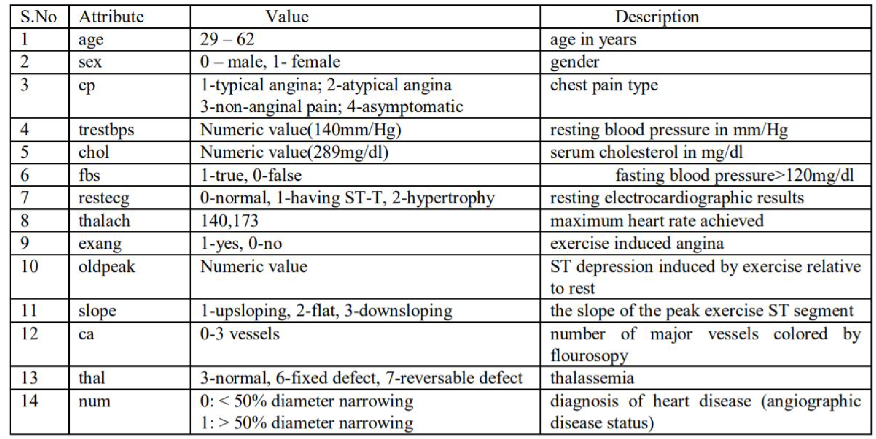 S.No Attribute Value Description
1 age 29 – 62 age in years
2 sex 0 – male, 1- female gender
3 cp 1-typical angina; 2-atypical angina chest pain type
3-non-anginal pain; 4-asymptomatic
4 trestbps Numeric value(140mm/Hg) resting blood pressure in mm/Hg
5 chol Numeric value(289mg/dl) serum cholesterol in mg/dl
6 fbs 1-true, 0-false fasting blood pressure>120mg/dl
7 restecg 0-normal, 1-having ST-T, 2-hypertrophy resting electrocardiographic results
8 thalach 140,173 maximum heart rate achieved
9 exang 1-yes, 0-no exercise induced angina
10 oldpeak Numeric value ST depression induced by exercise relative
to rest
11 slope 1-upsloping, 2-flat, 3-downsloping the slope of the peak exercise ST segment
12 ca 0-3 vessels number of major vessels colored by
flourosopy
13 thal 3-normal, 6-fixed defect, 7-reversable defect thalassemia
14 num 0: < 50% diameter narrowing diagnosis of heart disease (angiographic
1: > 50% diameter narrowing disease status)